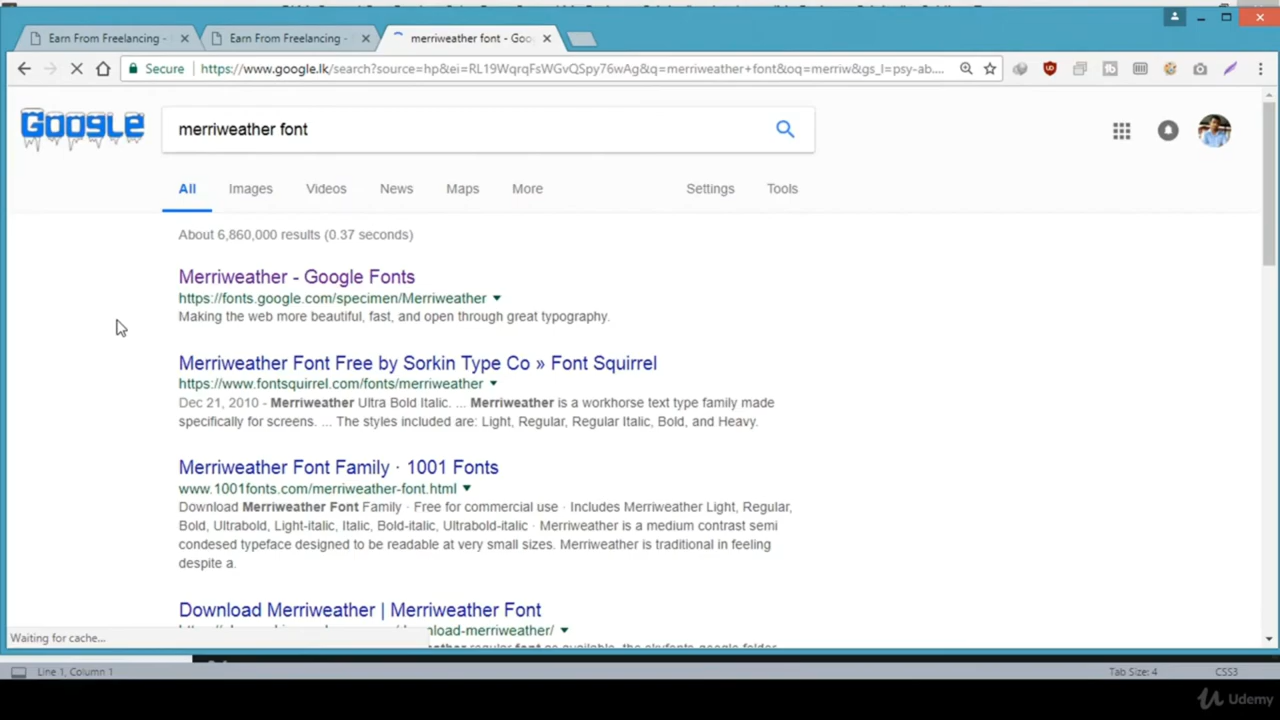 Earn From Freelancing -
Earn From Freelancing -
merriweather font - Goo
Secure
https://www.google.lk/search?source=hp&ei=RL19WqrqFsWGvQSpy76wAg&q=merriweather+font&oq=merriw&gs_l=psy-ab....
Google
merriweather font
All
Images
Videos
News
Maps
More
Settings
Tools
About 6,860,000 results (0.37 seconds)
Merriweather - Google Fonts
https://fonts.google.com/specimen/Merriweather
Making the web more beautiful, fast, and open through great typography.
Merriweather Font Free by Sorkin Type Co » Font Squirrel
https://www.fontsquirrel.com/fonts/merriweather
Dec 21, 2010 - Merriweather Ultra Bold Italic. ... Merriweather is a workhorse text type family made
specifically for screens. ... The styles included are: Light, Regular, Regular Italic, Bold, and Heavy.
Merriweather Font Family · 1001 Fonts
www.1001fonts.com/merriweather-font.html
Download Merriweather Font Family · Free for commercial use · Includes Merriweather Light, Regular,
Bold, Ultrabold, Light-italic, Italic, Bold-italic, Ultrabold-italic · Merriweather is a medium contrast semi
condesed typeface designed to be readable at very small sizes. Merriweather is traditional in feeling
despite a.
Download Merriweather | Merriweather Font
nload-merriweather/
Waiting for cache...
Line 1, Column 1
Tab Size: 4
CSS3
Udemy